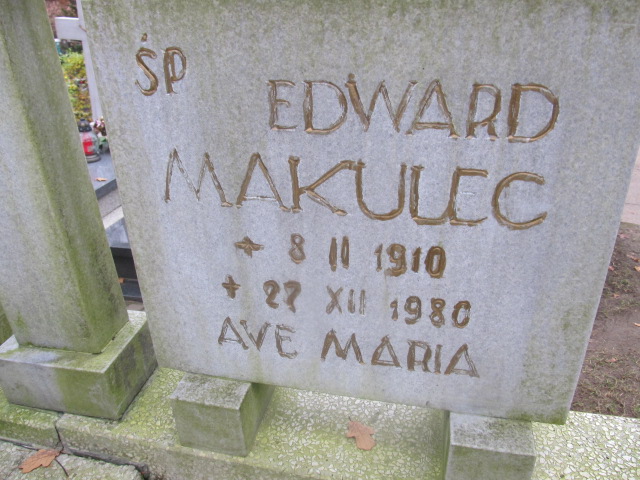 ŚP
EDWARD
MAKULEC
* 8 II 1910
+ 27 XII 1980
AVE MARIA